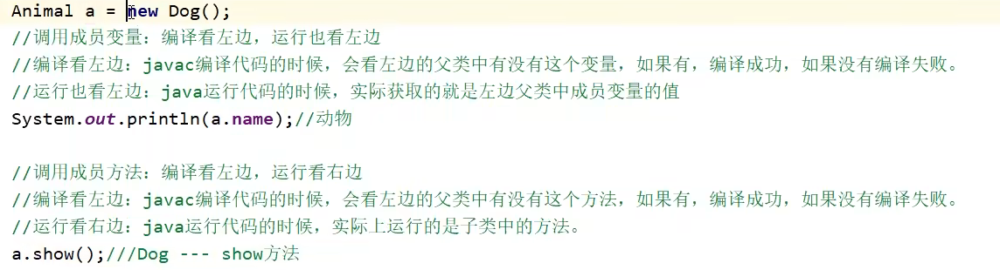 Animal a = new Dog();
//调用成员变量：编译看左边，运行也看左边
//编译看左边：javac编译代码的时候，会看左边的父类中有没有这个变量，如果有，编译成功，如果没有编译失败。
//运行也看左边：java运行代码的时候，实际获取的就是左边父类中成员变量的值
System.out.println(a.name);//动物
//调用成员方法：编译看左边，运行看右边
//编译看左边：javac编译代码的时候，会看左边的父类中有没有这个方法，如果有，编译成功，如果没有编译失败。
//运行看右边：java运行代码的时候，实际上运行的是子类中的方法。
a.show();///Dog --- show方法